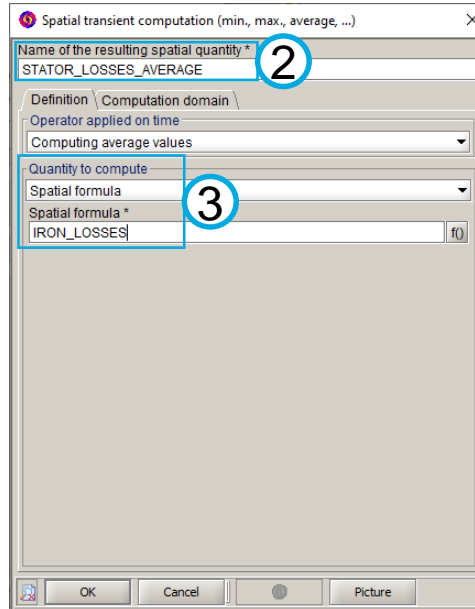 Spatial transient computation (min., max., average, ...)
Name of the resulting spatial quantity *
STATOR_LOSSES_AVERAGE
2
Definition
Computation domain
Operator applied on time
Computing average values
Quantity to compute
Spatial formula
3
Spatial formula *
IRON_LOSSES
f()
OK
Cancel
Picture